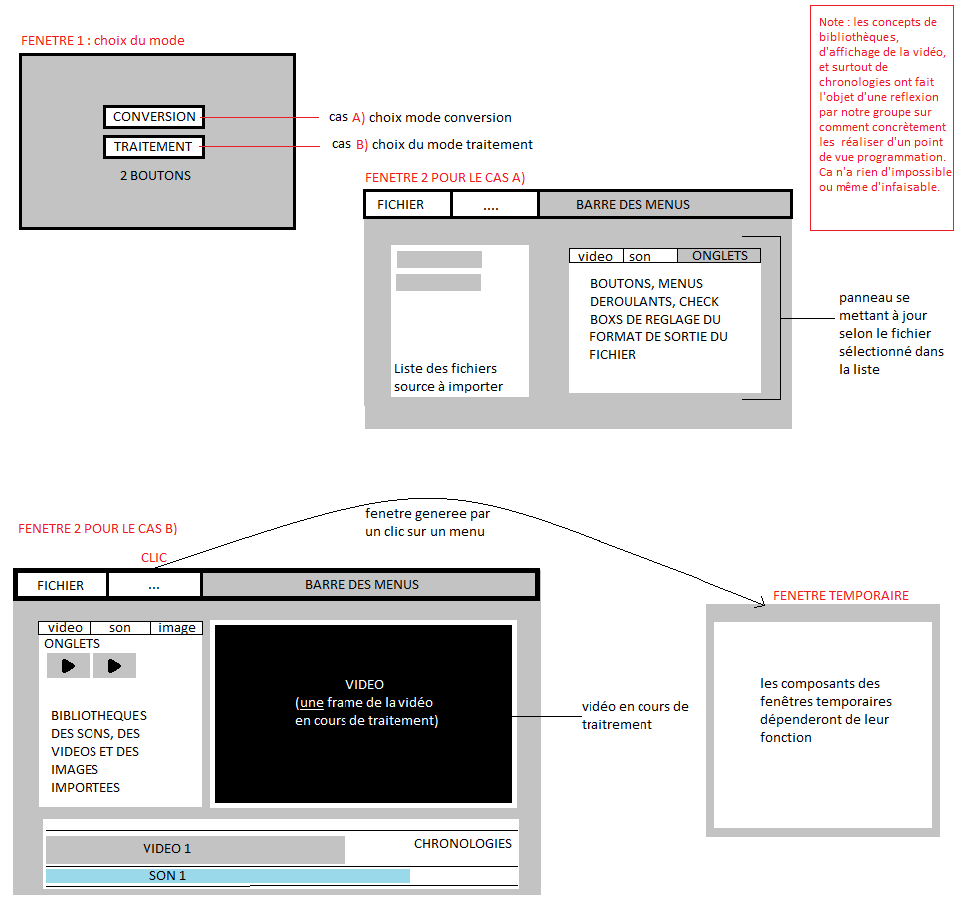 FENETRE 1 : choix du mode
CONVERSION
TRAITEMENT
2 BOUTONS
cas A) choix mode conversion
cas B) choix du mode traitement
Note : les concepts de
bibliothèques,
d'affichage de la vidéo,
et surtout de
chronologies ont fait
l'objet d'une reflexion
par notre groupe sur
comment concrètement
les réaliser d'un point
de vue programmation.
Ca n'a rien d'impossible
ou même d'infaisable.
FENETRE 2 POUR LE CAS A)
FICHIER
....
BARRE DES MENUS
Liste des fichiers
source à importer
video
son
ONGLETS
BOUTONS, MENUS
DEROULANTS, CHECK
BOXS DE REGLAGE DU
FORMAT DE SORTIE DU
FICHIER
panneau se
mettant à jour
selon le fichier
sélectionné dans
la liste
FENETRE 2 POUR LE CAS B)
CLIC
fenetre generee par
un clic sur un menu
FICHIER
...
BARRE DES MENUS
video
son
image
ONGLETS
BIBLIOTHEQUES
DES SONS, DES
VIDEOS ET DES
IMAGES
IMPORTEES
VIDEO
(une frame de la vidéo
en cours de traitement)
vidéo en cours de
traitrement
FENETRE TEMPORAIRE
les composants des
fenêtres temporaires
dépenderont de leur
fonction
CHRONOLOGIES
VIDEO 1
SON 1